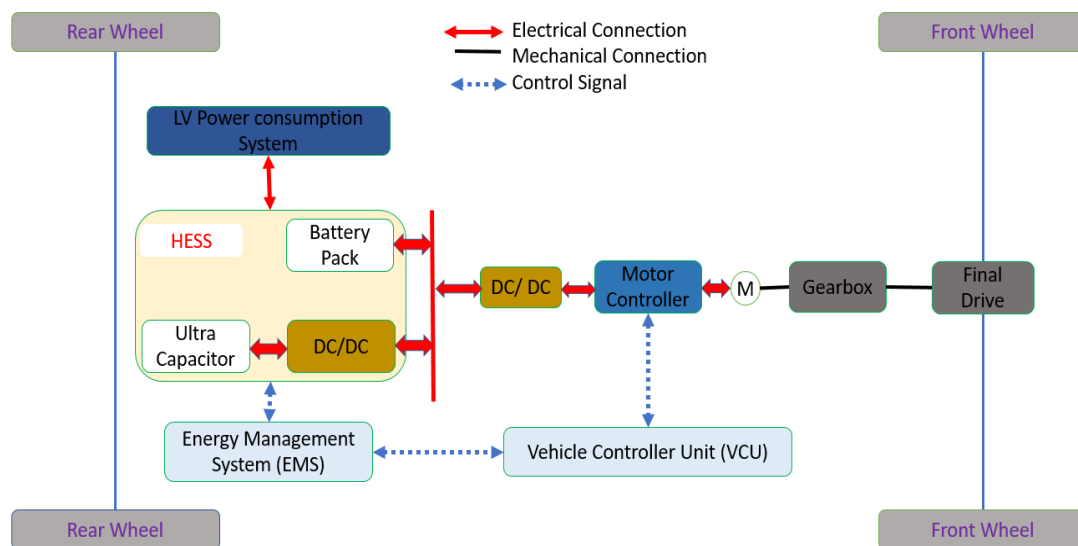 Rear Wheel
Front Wheel
Electrical Connection
Mechanical Connection
Control Signal
LV Power consumption
System
HESS
Battery
Pack
Ultra
Capacitor
DC/DC
DC/ DC
Motor
Controller
M
Gearbox
Final
Drive
Energy Management
System (EMS)
Vehicle Controller Unit (VCU)
Rear Wheel
Front Wheel